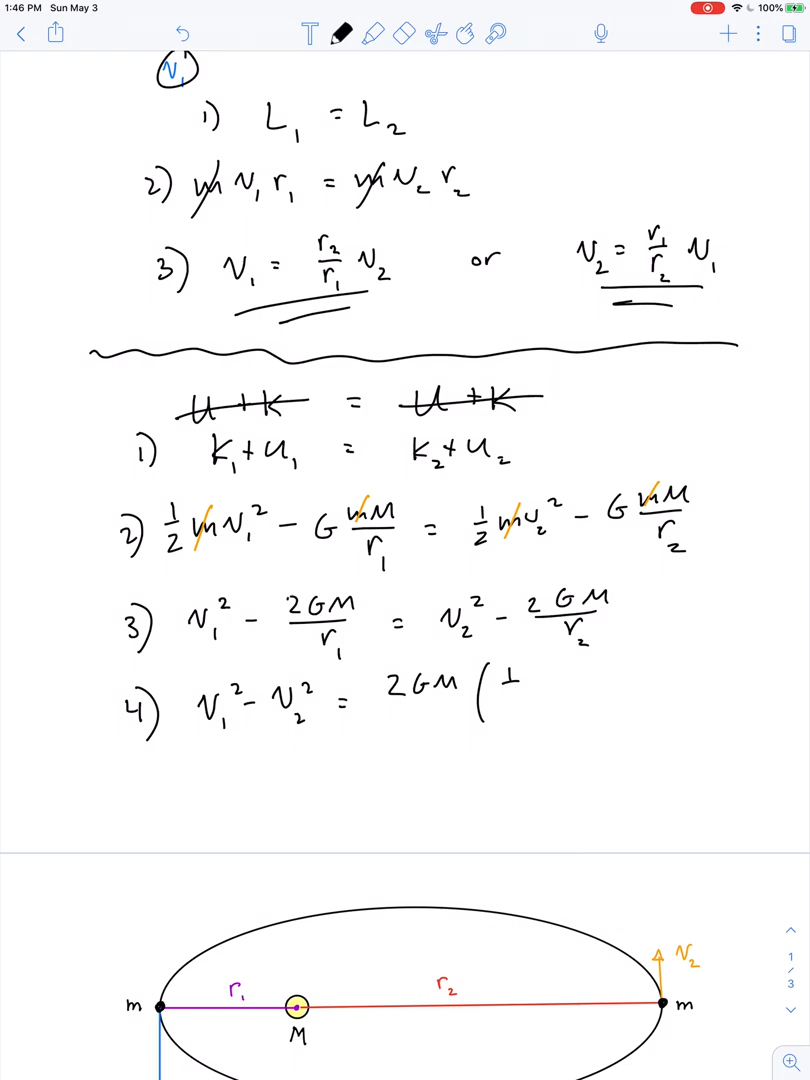 1:46 PM Sun May 3 100%
T
v₁
1) L₁ = L₂
2) m v₁ r₁ = m v₂ r₂
3) v₁ = r₂/r₁ v₂ or v₂ = r₁/r₂ v₁
U + K = U + K
1) K₁ + U₁ = K₂ + U₂
2) 1/2 m v₁² - G mM/r₁ = 1/2 m v₂² - G mM/r₂
3) v₁² - 2GM/r₁ = v₂² - 2GM/r₂
4) v₁² - v₂² = 2GM ( 1
v₂
r₁ r₂
m m
M
1
/
3